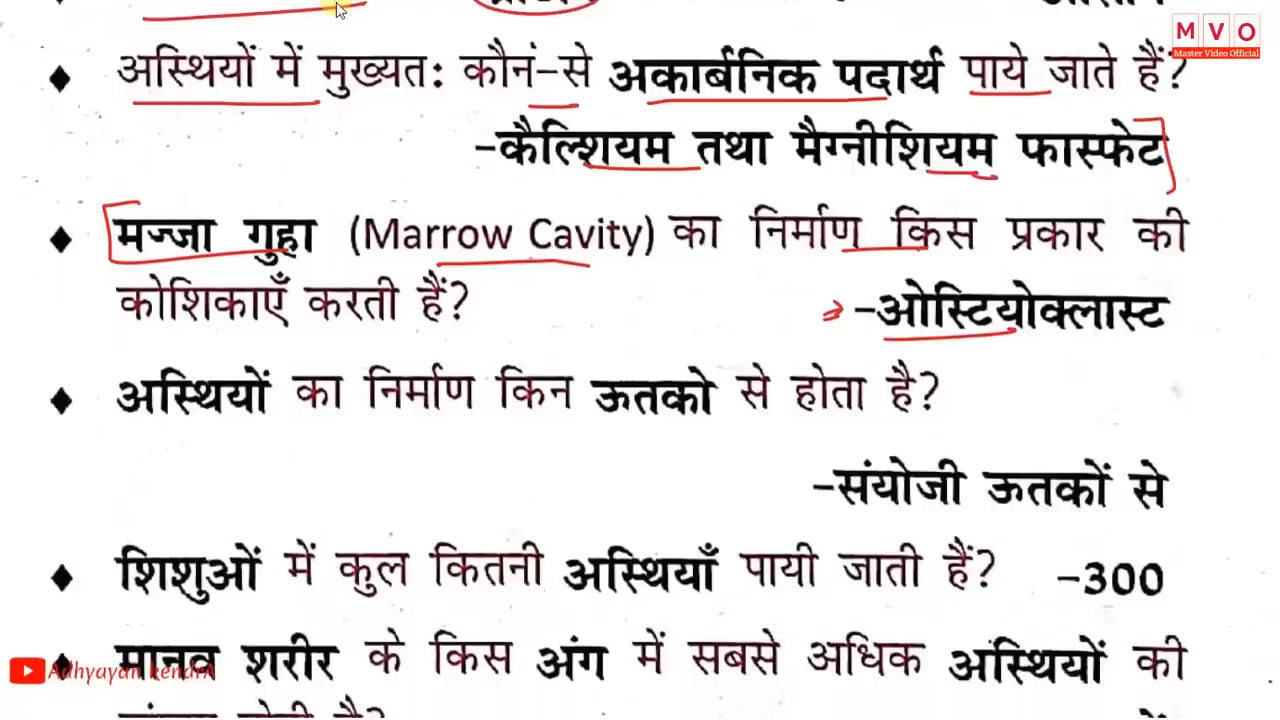 M V O
Master Video Official
♦ अस्थियों में मुख्यतः कौनं-से अकार्बनिक पदार्थ पाये जाते हैं?
-कैल्शियम तथा मैग्नीशियम फास्फेट
♦ मज्जा गुहा (Marrow Cavity) का निर्माण किस प्रकार की
कोशिकाएँ करती हैं? -ओस्टियोक्लास्ट
♦ अस्थियों का निर्माण किन ऊतको से होता है?
-संयोजी ऊतकों से
♦ शिशुओं में कुल कितनी अस्थियाँ पायी जाती हैं? -300
♦ मानव शरीर के किस अंग में सबसे अधिक अस्थियों की
Adhyayan kendrA